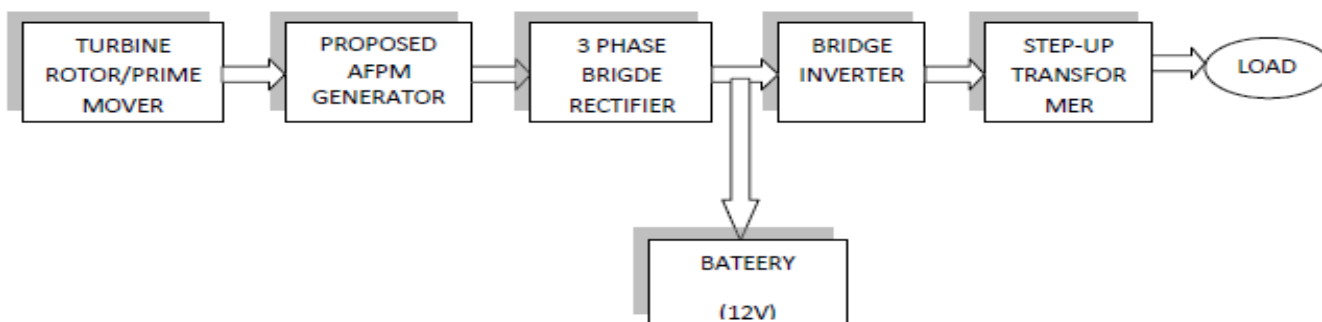 TURBINE
ROTOR/PRIME
MOVER
PROPOSED
AFPM
GENERATOR
3 PHASE
BRIGDE
RECTIFIER
BRIDGE
INVERTER
STEP-UP
TRANSFOR
MER
LOAD
BATEERY
(12V)